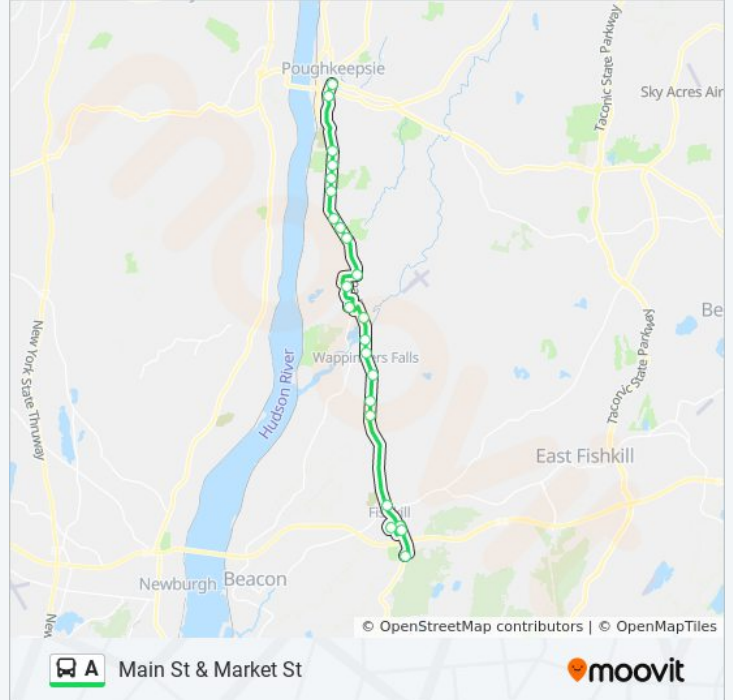 Poughkeepsie
Taconic State Parkway
Sky Acres Air
New York State Thruway
Hudson River
Wappingers Falls
Taconic State Parkway
Be
East Fishkill
Fishkill
Newburgh
Beacon
New
© OpenStreetMap contributors | © OpenMapTiles
A
Main St & Market St
moovit